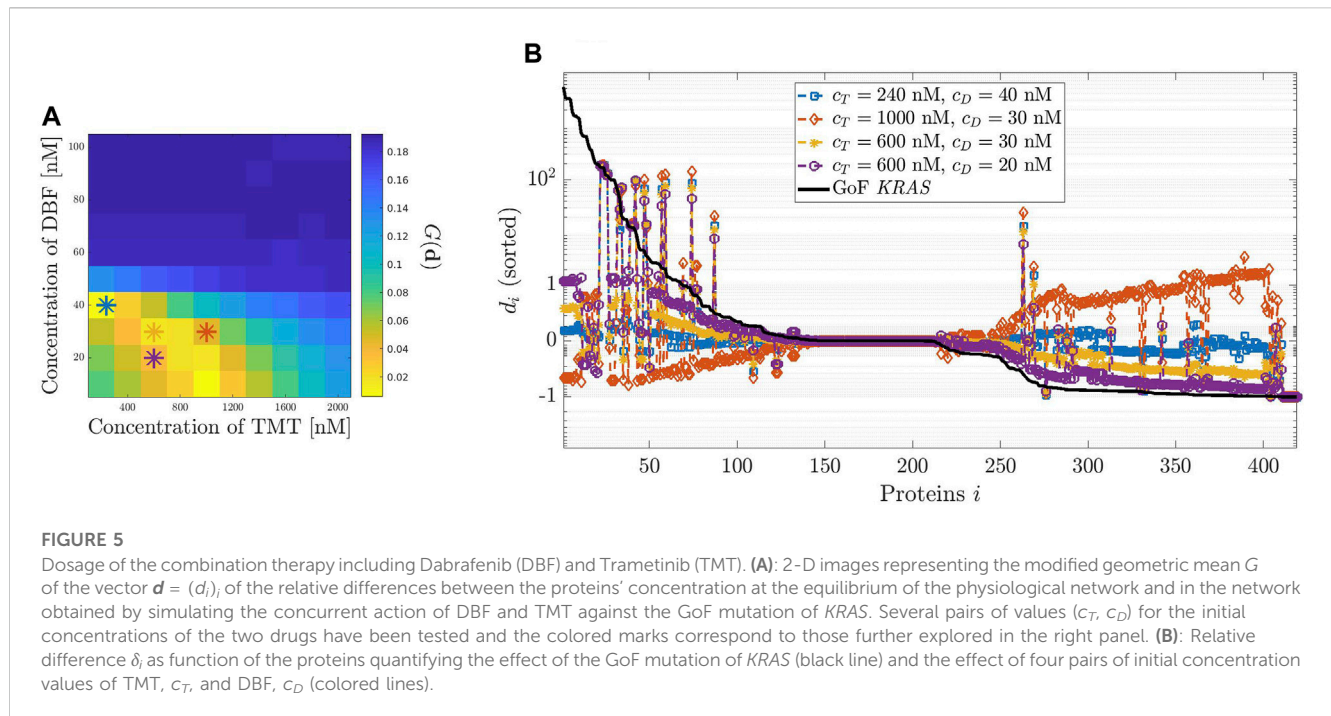 A
Concentration of DBF [nM]
100
80
60
40
20
400 800 1200 1600 2000
Concentration of TMT [nM]
0.18
0.16
0.14
0.12
0.1
0.08
0.06
0.04
0.02
G(d)
B
d_i (sorted)
10^2
1
0
-1
50 100 150 200 250 300 350 400
Proteins i
c_T = 240 nM, c_D = 40 nM
c_T = 1000 nM, c_D = 30 nM
c_T = 600 nM, c_D = 30 nM
c_T = 600 nM, c_D = 20 nM
GoF KRAS
FIGURE 5
Dosage of the combination therapy including Dabrafenib (DBF) and Trametinib (TMT). (A): 2-D images representing the modified geometric mean G
of the vector d = (d_i)_i of the relative differences between the proteins’ concentration at the equilibrium of the physiological network and in the network
obtained by simulating the concurrent action of DBF and TMT against the GoF mutation of KRAS. Several pairs of values (c_T, c_D) for the initial
concentrations of the two drugs have been tested and the colored marks correspond to those further explored in the right panel. (B): Relative
difference δ_i as function of the proteins quantifying the effect of the GoF mutation of KRAS (black line) and the effect of four pairs of initial concentration
values of TMT, c_T, and DBF, c_D (colored lines).